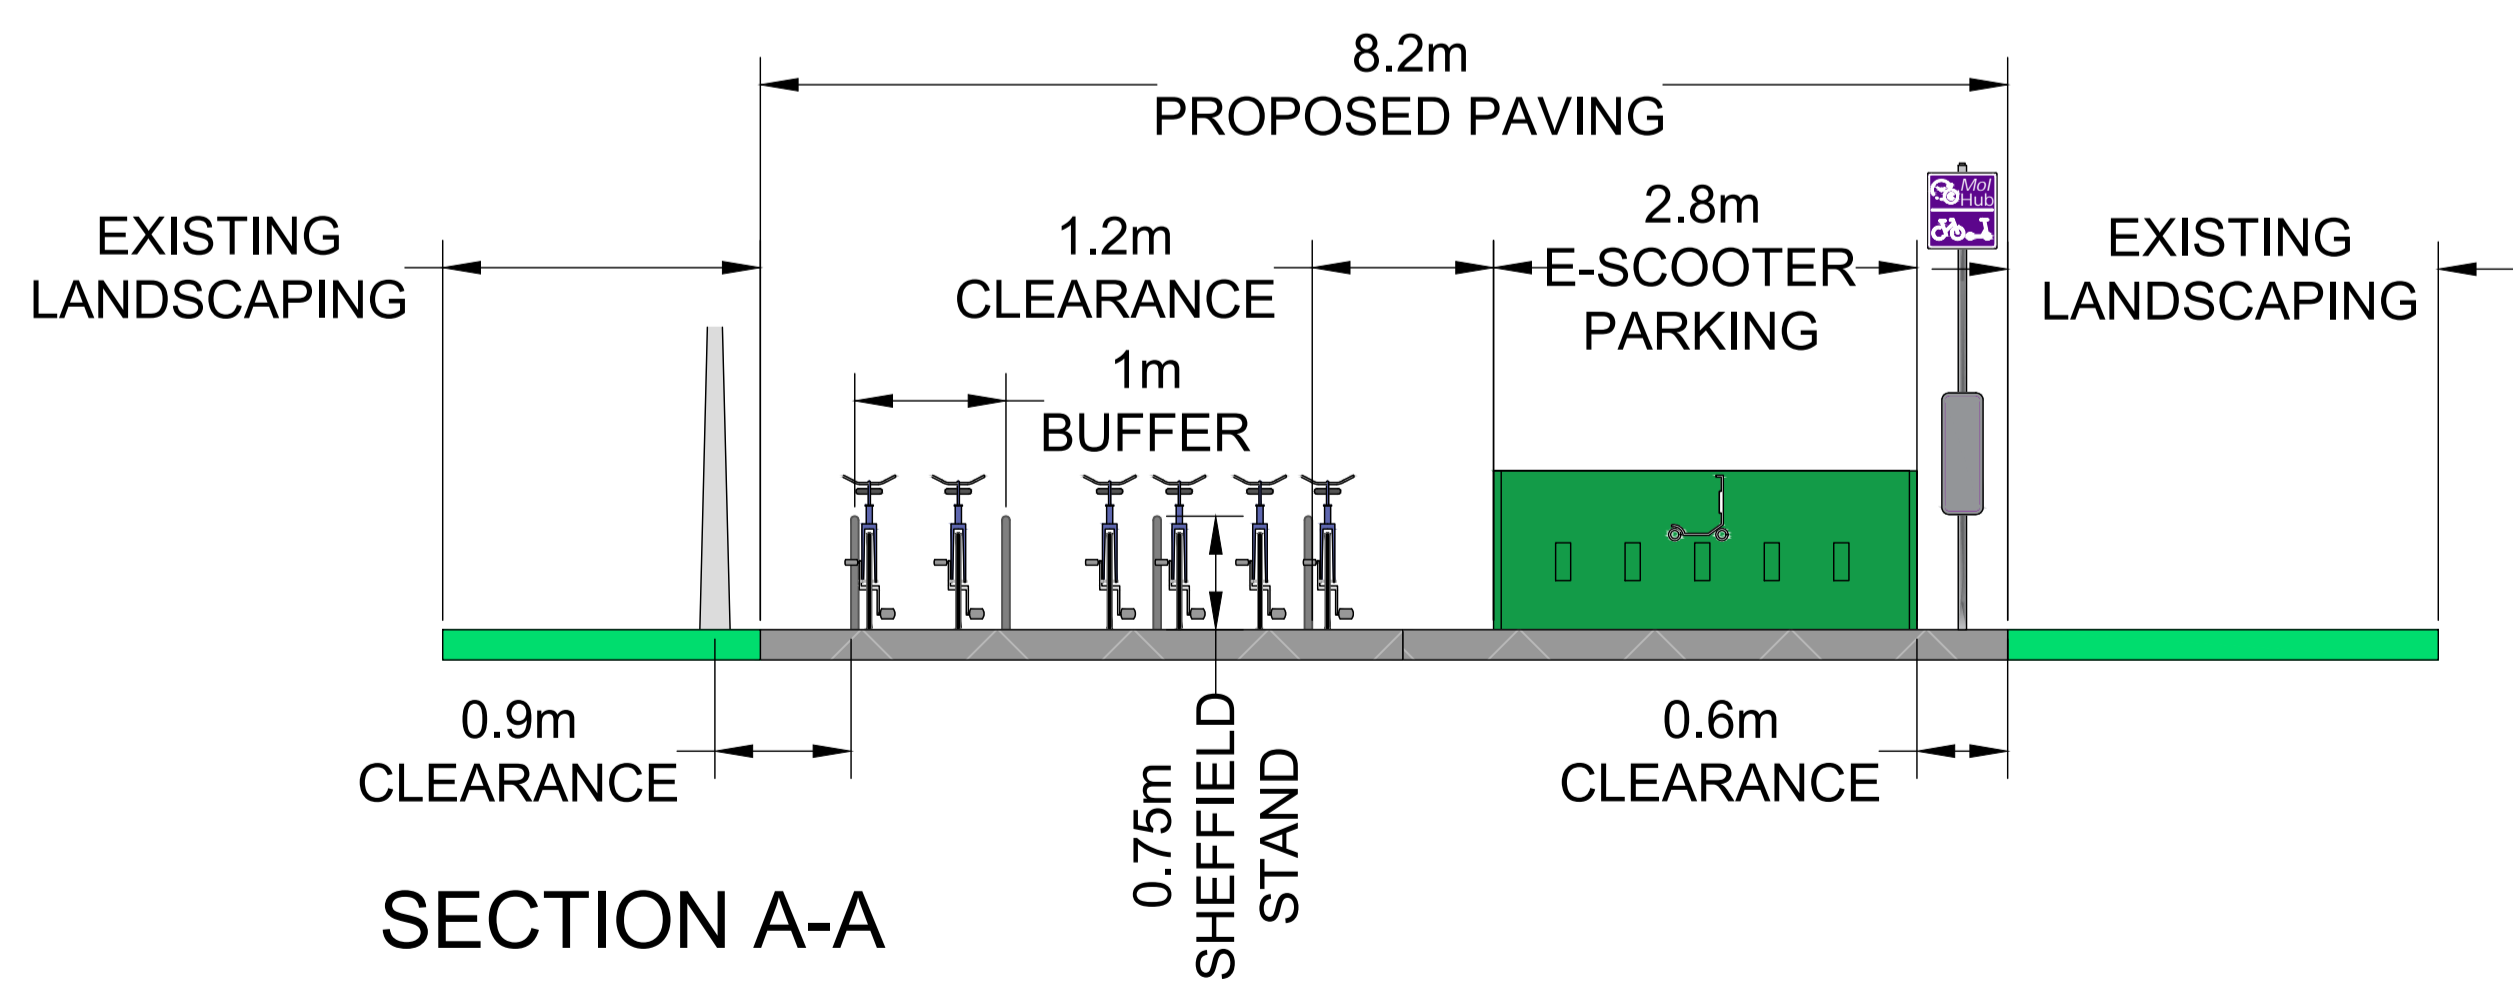 8.2m
PROPOSED PAVING
EXISTING
LANDSCAPING
1.2m
CLEARANCE
2.8m
E-SCOOTER
PARKING
Mol
Hub
EXISTING
LANDSCAPING
1m
BUFFER
0.9m
CLEARANCE
0.75m
SHEFFIELD
STAND
0.6m
CLEARANCE
SECTION A-A